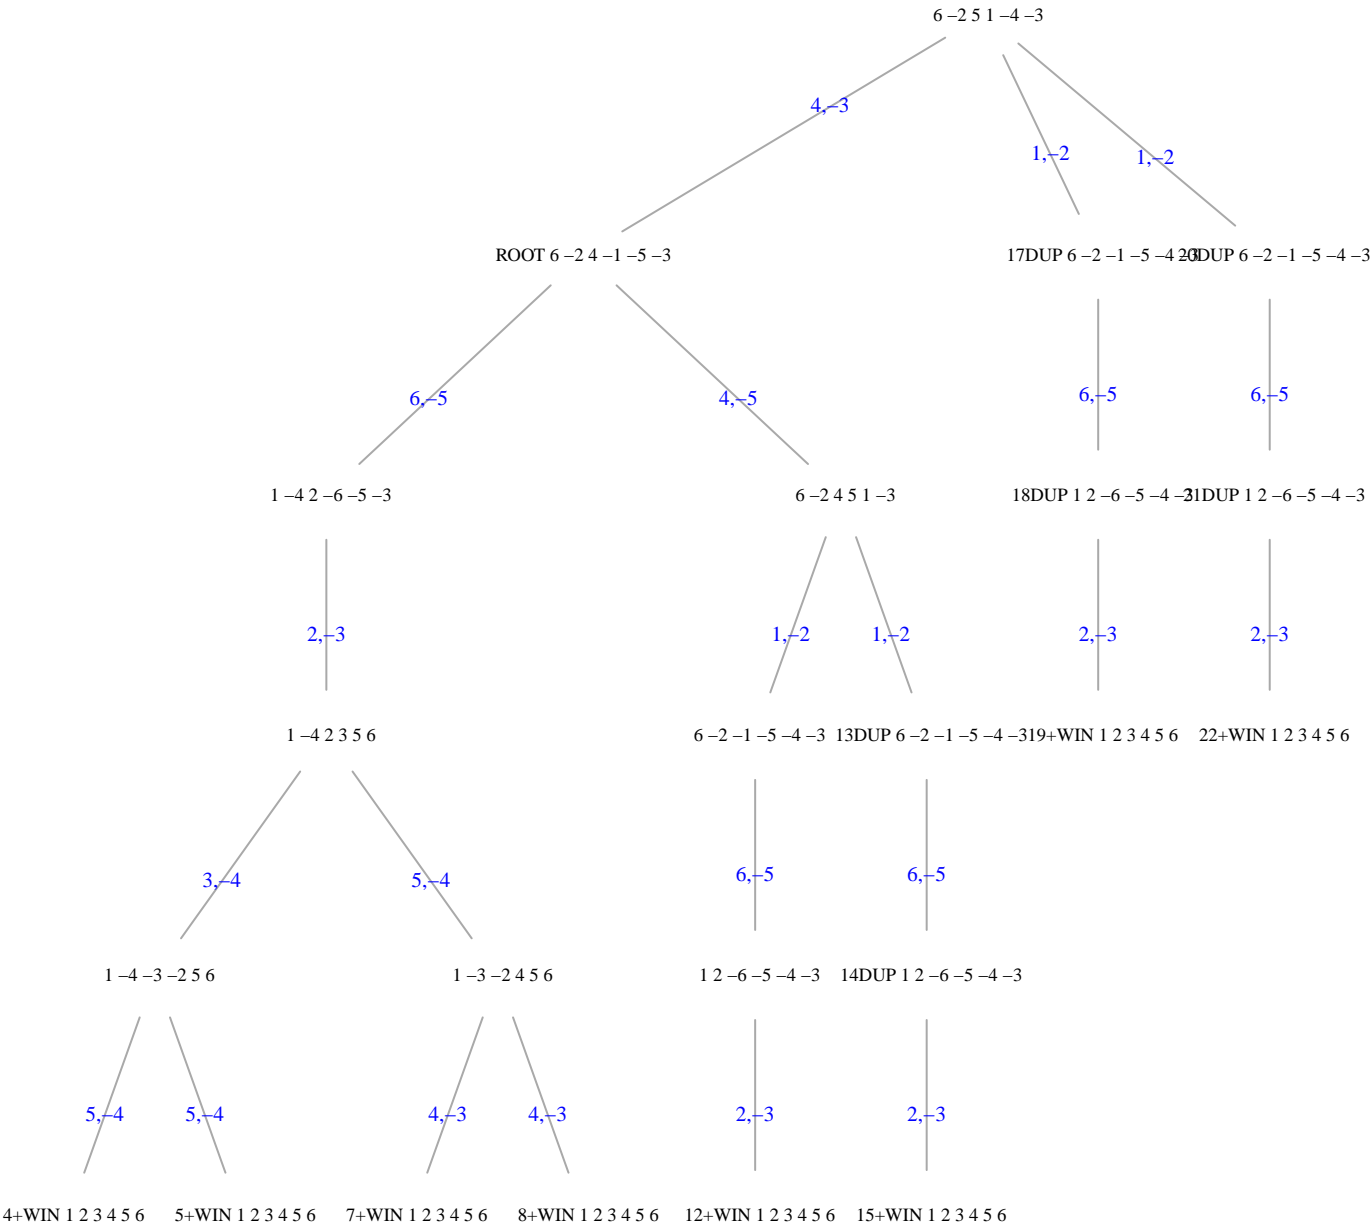 6 –2 5 1 –4 –3
4,–3
1,–2
1,–2
ROOT 6 –2 4 –1 –5 –3
17DUP 6 –2 –1 –5 –4 –3
20DUP 6 –2 –1 –5 –4 –3
6,–5
4,–5
6,–5
6,–5
1 –4 2 –6 –5 –3
6 –2 4 5 1 –3
18DUP 1 2 –6 –5 –4 –3
21DUP 1 2 –6 –5 –4 –3
2,–3
1,–2
1,–2
2,–3
2,–3
1 –4 2 3 5 6
6 –2 –1 –5 –4 –3
13DUP 6 –2 –1 –5 –4 –3
19+WIN 1 2 3 4 5 6
22+WIN 1 2 3 4 5 6
3,–4
5,–4
6,–5
6,–5
1 –4 –3 –2 5 6
1 –3 –2 4 5 6
1 2 –6 –5 –4 –3
14DUP 1 2 –6 –5 –4 –3
5,–4
5,–4
4,–3
4,–3
2,–3
2,–3
4+WIN 1 2 3 4 5 6
5+WIN 1 2 3 4 5 6
7+WIN 1 2 3 4 5 6
8+WIN 1 2 3 4 5 6
12+WIN 1 2 3 4 5 6
15+WIN 1 2 3 4 5 6